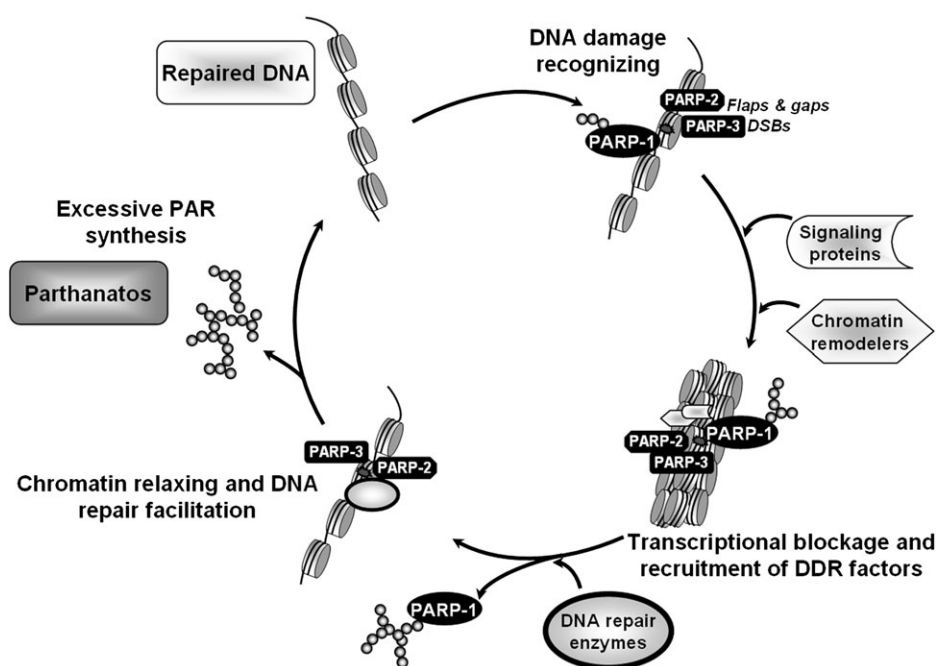 Repaired DNA
DNA damage
recognizing
PARP-2
Flaps & gaps
PARP-3
DSBs
PARP-1
Signaling
proteins
Chromatin
remodelers
PARP-1
PARP-2
PARP-3
Transcriptional blockage and
recruitment of DDR factors
DNA repair
enzymes
PARP-1
PARP-3
PARP-2
Chromatin relaxing and DNA
repair facilitation
Excessive PAR
synthesis
Parthanatos